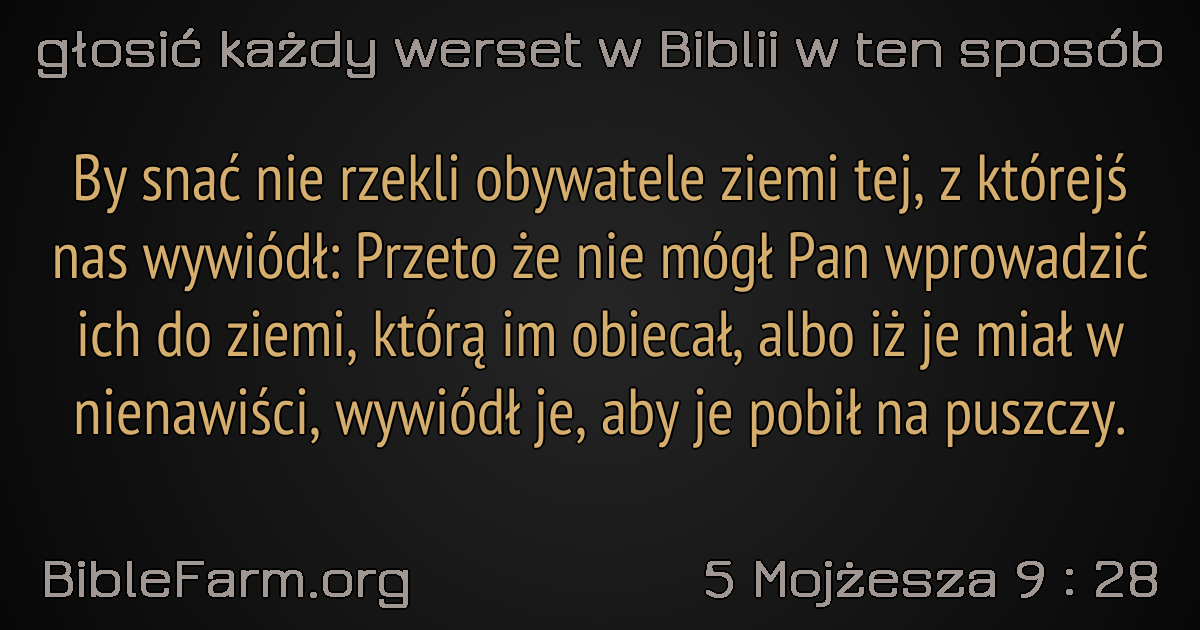 głosić każdy werset w Biblii w ten sposób
By snać nie rzekli obywatele ziemi tej, z którejś
nas wywiódł: Przeto że nie mógł Pan wprowadzić
ich do ziemi, którą im obiecał, albo iż je miał w
nienawiści, wywiódł je, aby je pobił na puszczy.
BibleFarm.org
5 Mojżesza 9 : 28